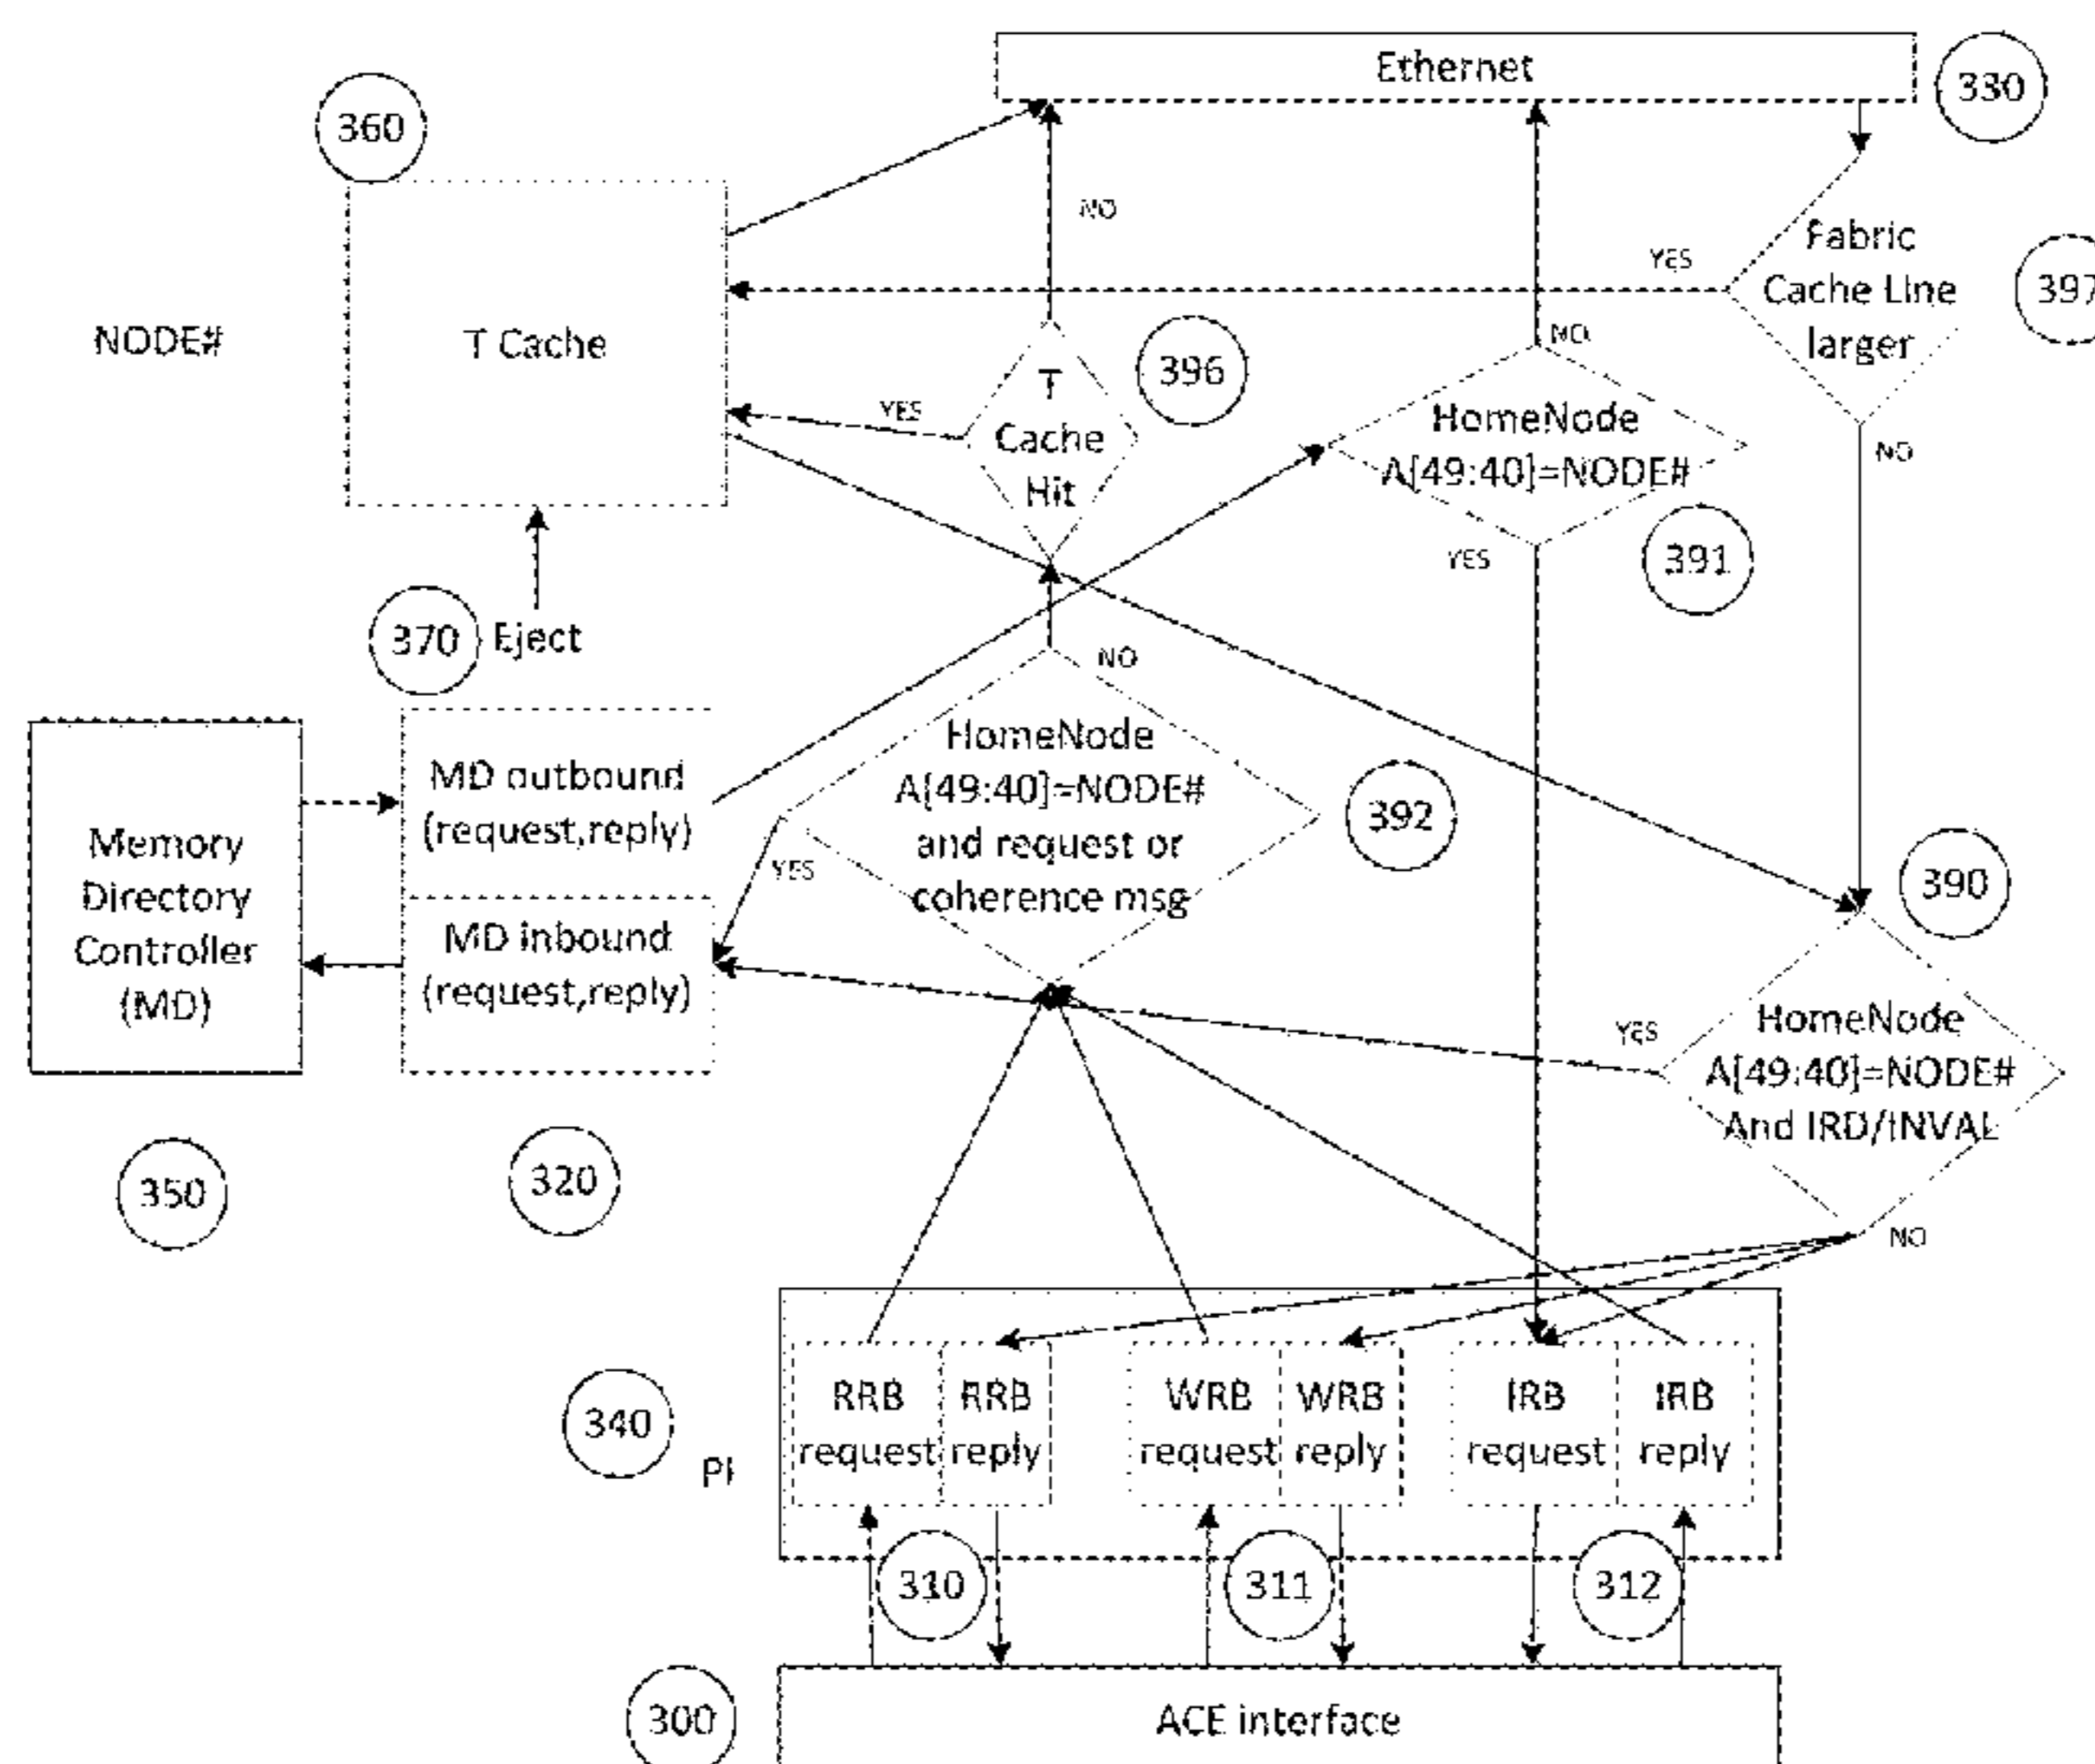 Ethernet
330
360
NO
Fabric
Cache Line
larger
YES
397
NODE#
T Cache
396
NO
T
Cache
Hit
YES
HomeNode
A[49:40]=NODE#
NO
391
YES
370
Eject
NO
HomeNode
A[49:40]=NODE#
and request or
coherence msg
392
YES
MD outbound
(request,reply)
Memory
Directory
Controller
(MD)
MD inbound
(request,reply)
390
HomeNode
A[49:40]=NODE#
And IRD/INVAL
YES
350
320
NO
340
PI
RRB
request
RRB
reply
WRB
request
WRB
reply
IRB
request
IRB
reply
310
311
312
300
ACE interface